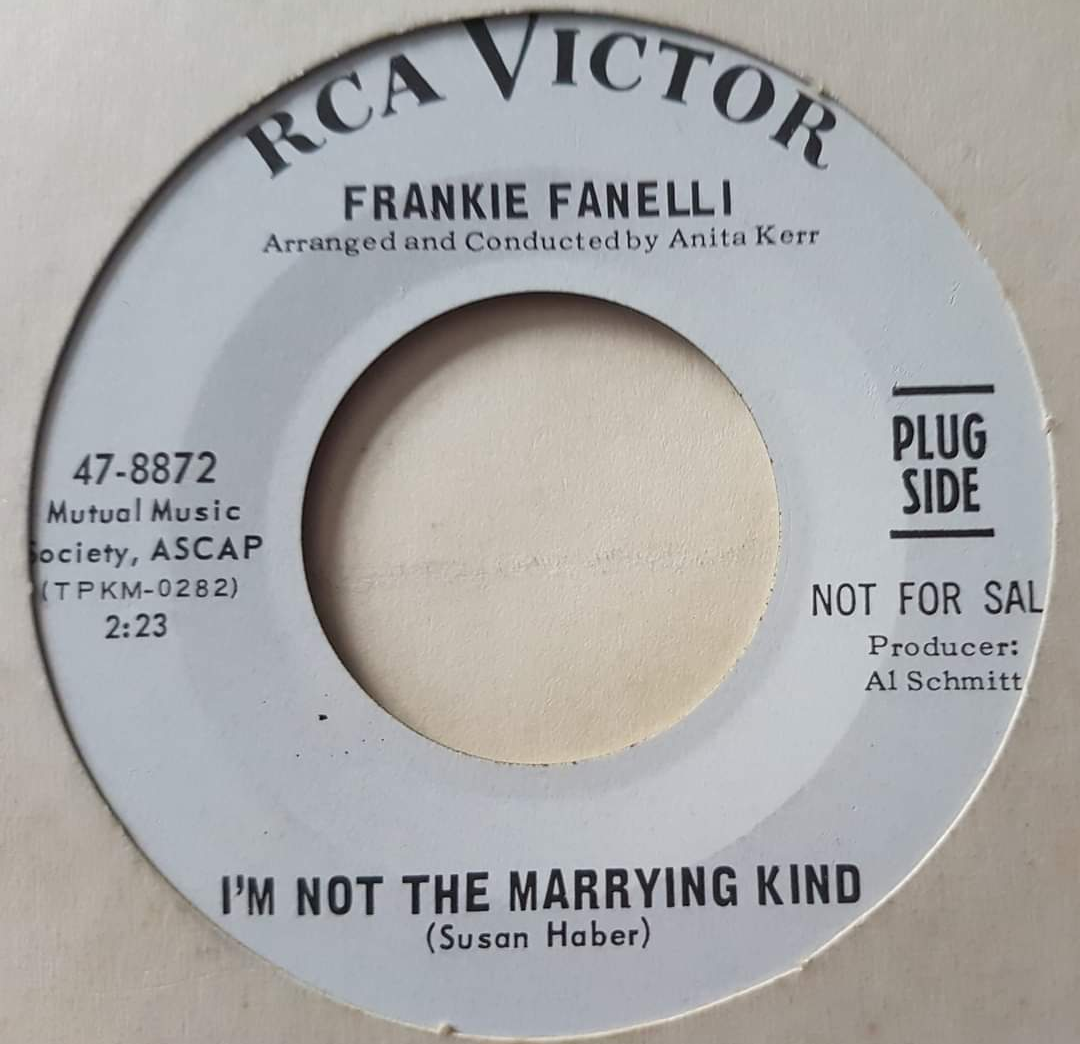 RCA VICTOR
FRANKIE FANELLI
Arranged and Conducted by Anita Kerr
47-8872
Mutual Music
Society, ASCAP
(TPKM-0282)
2:23
PLUG
SIDE
NOT FOR SAL
Producer:
Al Schmitt
I'M NOT THE MARRYING KIND
(Susan Haber)